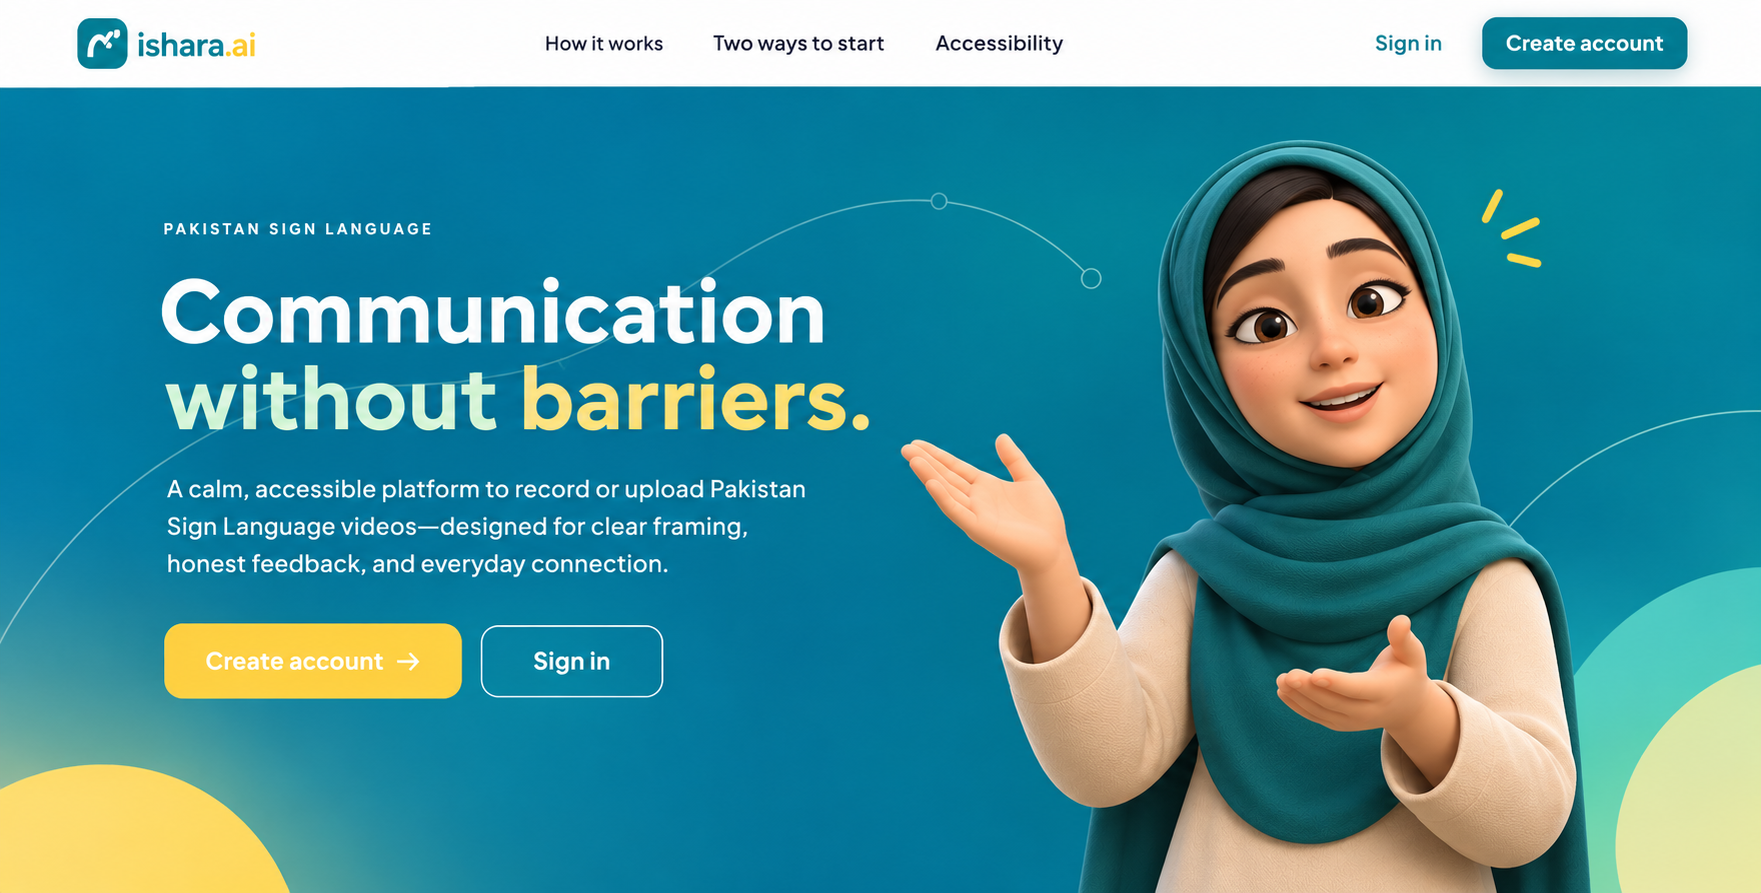 ishara.ai
How it works
Two ways to start
Accessibility
Sign in
Create account
PAKISTAN SIGN LANGUAGE
Communication
without barriers.
A calm, accessible platform to record or upload Pakistan
Sign Language videos—designed for clear framing,
honest feedback, and everyday connection.
Create account →
Sign in